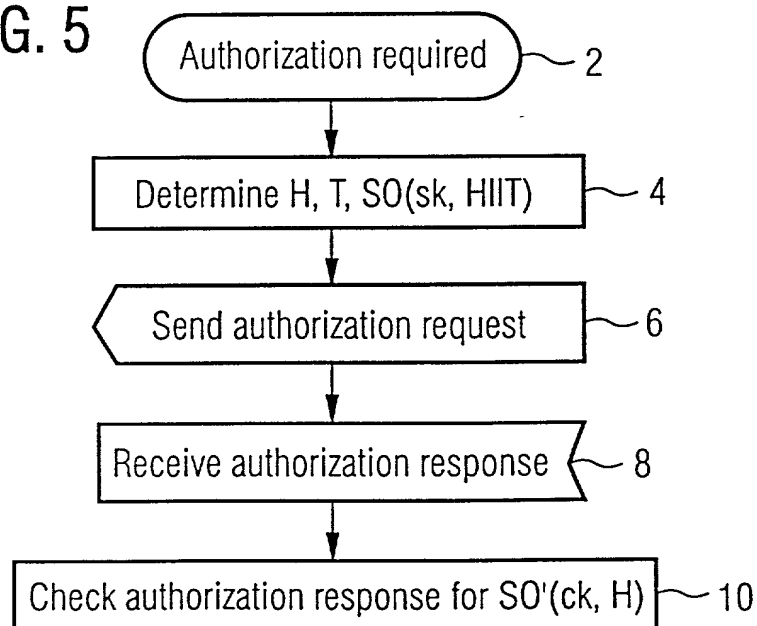 G. 5
Authorization required
2
Determine H, T, SO(sk, HIIT)
4
Send authorization request
6
Receive authorization response
8
Check authorization response for SO'(ck, H)
10